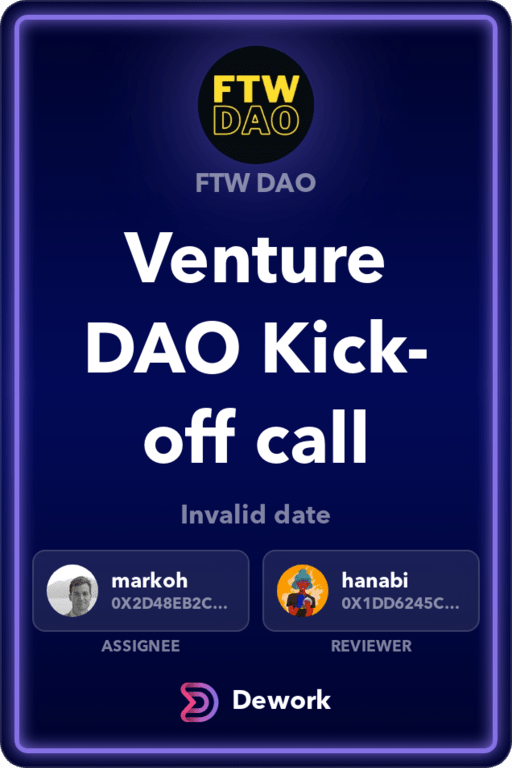 FTW
DAO
FTW DAO
Venture
DAO Kick-
off call
Invalid date
markoh
0X2D48EB2C...
hanabi
0X1DD6245C...
ASSIGNEE
REVIEWER
Dework